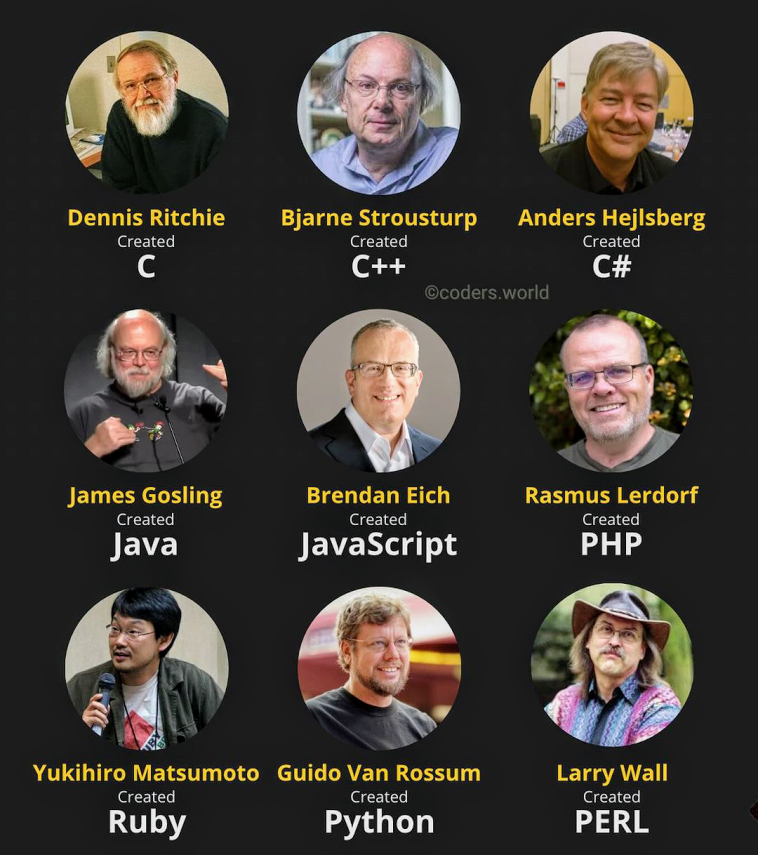 Dennis Ritchie
Created
C
Bjarne Strousturp
Created
C++
Anders Hejlsberg
Created
C#
©coders.world
James Gosling
Created
Java
Brendan Eich
Created
JavaScript
Rasmus Lerdorf
Created
PHP
Yukihiro Matsumoto
Created
Ruby
Guido Van Rossum
Created
Python
Larry Wall
Created
PERL